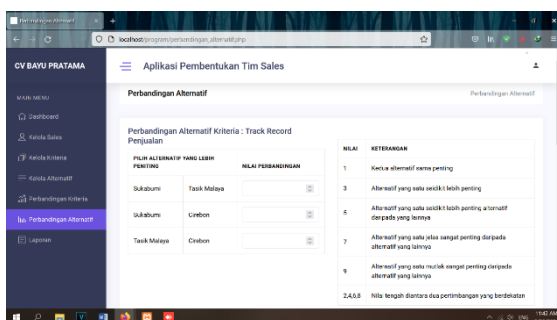 Perbandingan Alternatif
localhost/program/perbandingan_alternatif.php
CV BAYU PRATAMA
Aplikasi Pembentukan Tim Sales
MAIN MENU
Dashboard
Kelola Sales
Kelola Kriteria
Kelola Alternatif
Perbandingan Kriteria
Perbandingan Alternatif
Laporan
Perbandingan Alternatif
Perbandingan Alternatif
Perbandingan Alternatif Kriteria : Track Record
Penjualan
PILIH ALTERNATIF YANG LEBIH
PENTING
NILAI PERBANDINGAN
Sukabumi Tasik Malaya
Sukabumi Cirebon
Tasik Malaya Cirebon
NILAI KETERANGAN
1 Kedua alternatif sama penting
3 Alternatif yang satu seidikit lebih penting
5 Alternatif yang satu sedikit lebih penting alternatif
daripada yang lainnya
7 Alternatif yang satu jelas sangat penting daripada
alternatif yang lainnya
9 Alternatif yang satu mutlak sangat penting daripada
alternatif yang lainnya
2,4,6,8 Nilai tengah diantara dua pertimbangan yang berdekatan
ENG 11:42 AM